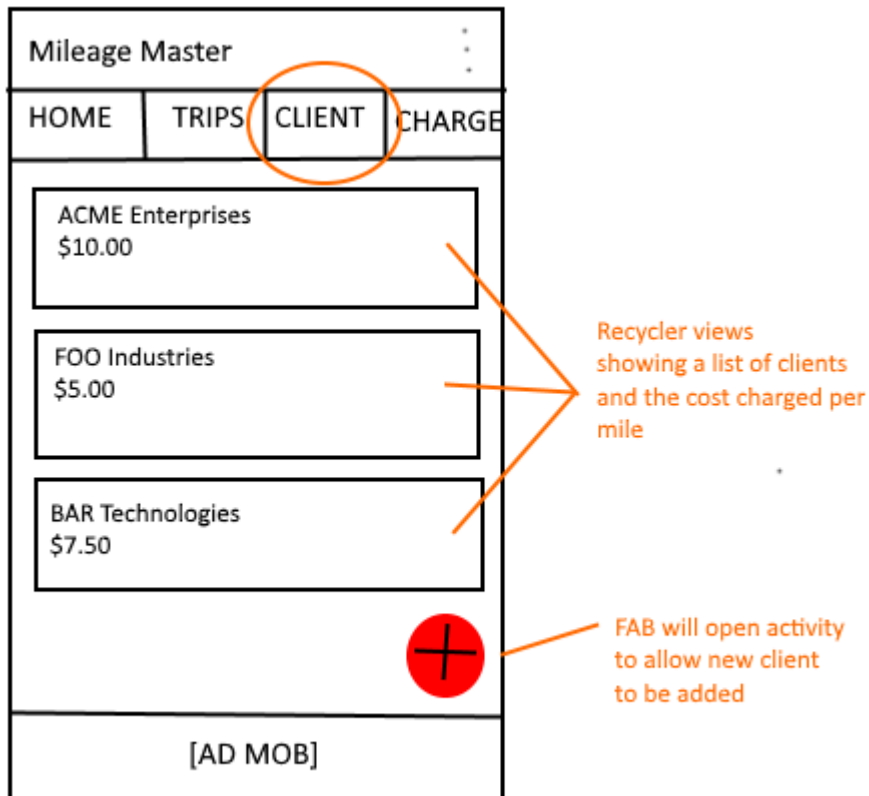 Mileage Master
HOME TRIPS CLIENT CHARGE
ACME Enterprises
$10.00
FOO Industries
$5.00
BAR Technologies
$7.50
Recycler views
showing a list of clients
and the cost charged per
mile
FAB will open activity
to allow new client
to be added
[AD MOB]